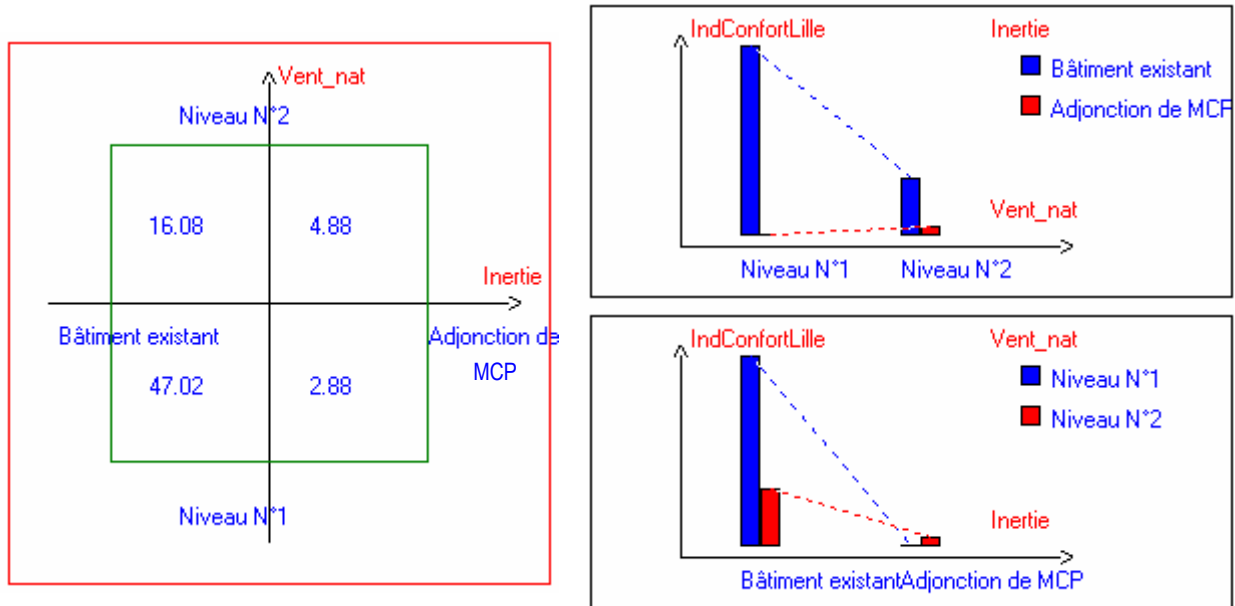 Vent_nat
Niveau N°2
16.08
4.88
Inertie
Bâtiment existant
Adjonction de
MCP
47.02
2.88
Niveau N°1
IndConfortLille
Inertie
Bâtiment existant
Adjonction de MCP
Vent_nat
Niveau N°1
Niveau N°2
IndConfortLille
Vent_nat
Niveau N°1
Niveau N°2
Inertie
Bâtiment existantAdjonction de MCP